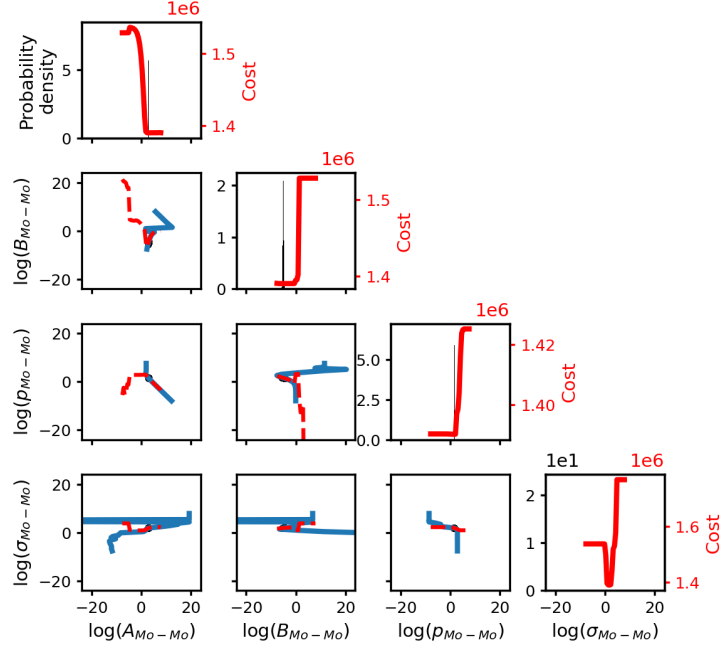 1e6
Probability
density
5
0
1.5
1.4
Cost
log(B_{Mo−Mo})
20
0
−20
1e6
2
1
0
1.5
1.4
Cost
log(p_{Mo−Mo})
20
0
−20
1e6
5.0
2.5
0.0
1.42
1.40
Cost
log(σ_{Mo−Mo})
20
0
−20
1e1
1e6
2
1
0
1.6
1.4
Cost
−20 0 20
−20 0 20
−20 0 20
−20 0 20
log(A_{Mo−Mo})
log(B_{Mo−Mo})
log(p_{Mo−Mo})
log(σ_{Mo−Mo})